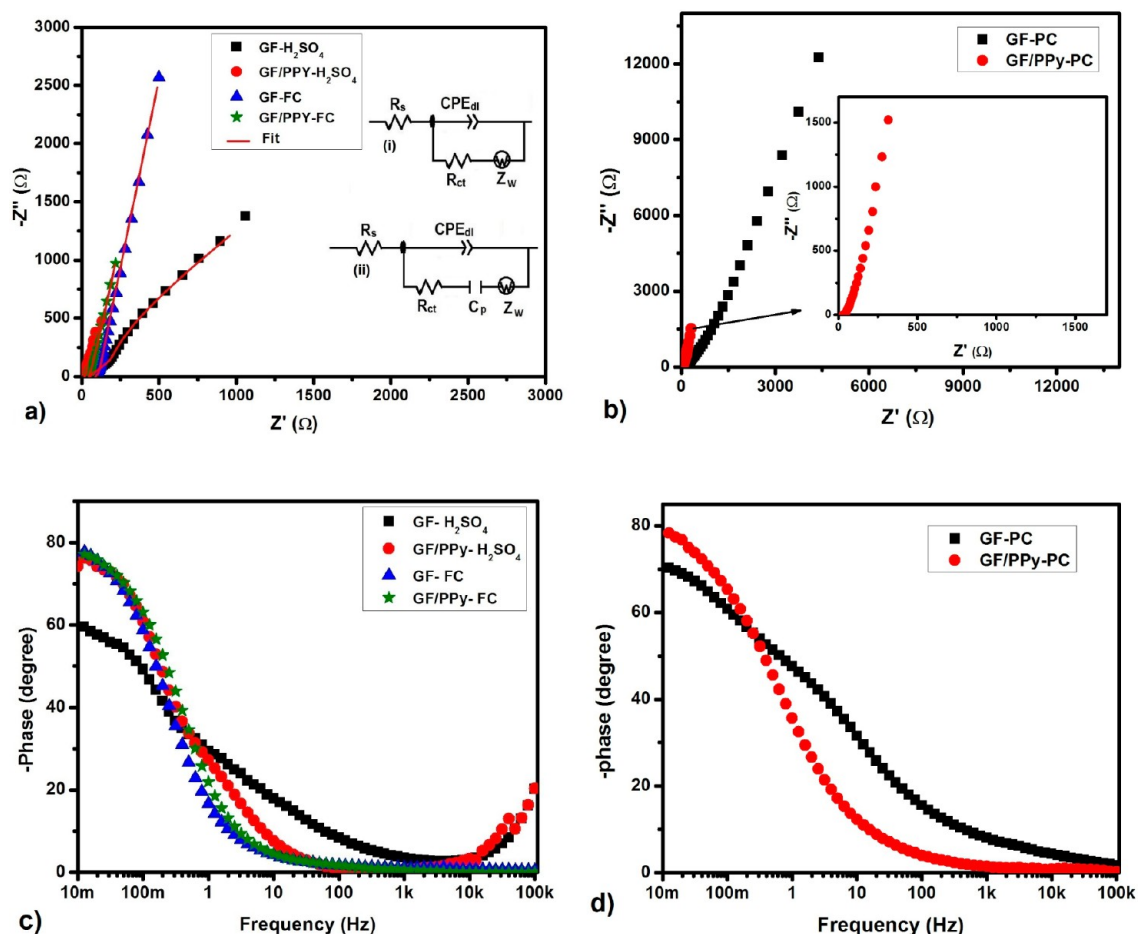 3000
2500
2000
1500
1000
500
0
-Z'' (Ω)
GF-H₂SO₄
GF/PPY-H₂SO₄
GF-FC
GF/PPY-FC
Fit
Rs
CPEdl
(i)
Rct
Zw
Rs
CPEdl
(ii)
Rct
Cp
Zw
0 500 1000 1500 2000 2500 3000
a)
Z' (Ω)
12000
9000
6000
3000
0
-Z'' (Ω)
GF-PC
GF/PPy-PC
1500
1000
500
0
-Z'' (Ω)
0 500 1000 1500
Z' (Ω)
0 3000 6000 9000 12000
b)
Z' (Ω)
80
60
40
20
0
-Phase (degree)
GF- H₂SO₄
GF/PPy- H₂SO₄
GF- FC
GF/PPy- FC
10m 100m 1 10 100 1k 10k 100k
c)
Frequency (Hz)
80
60
40
20
0
-phase (degree)
GF-PC
GF/PPy-PC
10m 100m 1 10 100 1k 10k 100k
d)
Frequency (Hz)